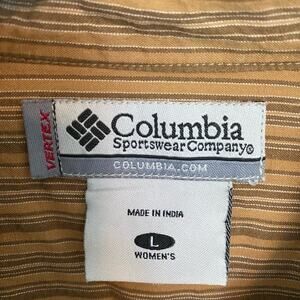 VERTEX
Columbia
Sportswear Company®
COLUMBIA.COM
MADE IN INDIA
L
WOMEN'S